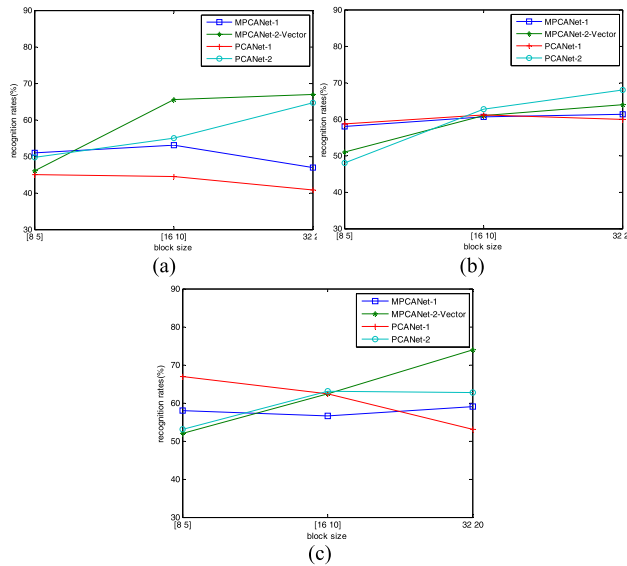 90
80
70
60
50
40
30
recognition rates(%)
MPCANet-1
MPCANet-2-Vector
PCANet-1
PCANet-2
[8 5]
[16 10]
32 2
block size
(a)
90
80
70
60
50
40
30
recognition rates(%)
MPCANet-1
MPCANet-2-Vector
PCANet-1
PCANet-2
[8 5]
[16 10]
32 2
block size
(b)
90
80
70
60
50
40
30
recognition rates(%)
MPCANet-1
MPCANet-2-Vector
PCANet-1
PCANet-2
[8 5]
[16 10]
32 20
block size
(c)